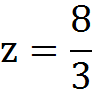 z = 8/3